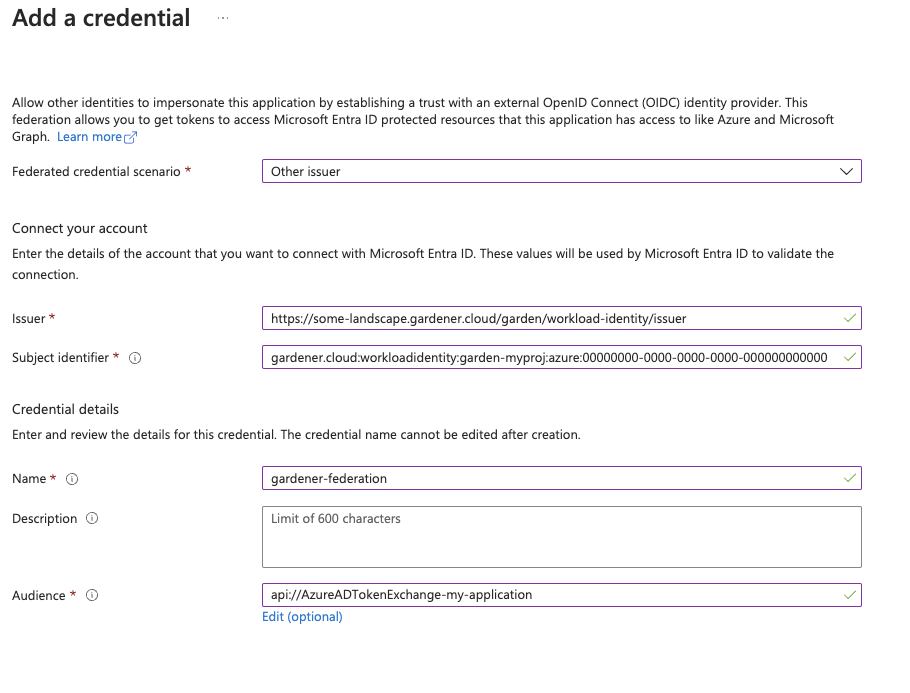 Add a credential ...
Allow other identities to impersonate this application by establishing a trust with an external OpenID Connect (OIDC) identity provider. This
federation allows you to get tokens to access Microsoft Entra ID protected resources that this application has access to like Azure and Microsoft
Graph. Learn more
Federated credential scenario * Other issuer
Connect your account
Enter the details of the account that you want to connect with Microsoft Entra ID. These values will be used by Microsoft Entra ID to validate the
connection.
Issuer * https://some-landscape.gardener.cloud/garden/workload-identity/issuer
Subject identifier * gardener.cloud:workloadidentity:garden-myproj:azure:00000000-0000-0000-0000-000000000000
Credential details
Enter and review the details for this credential. The credential name cannot be edited after creation.
Name * gardener-federation
Description Limit of 600 characters
Audience * api://AzureADTokenExchange-my-application
Edit (optional)